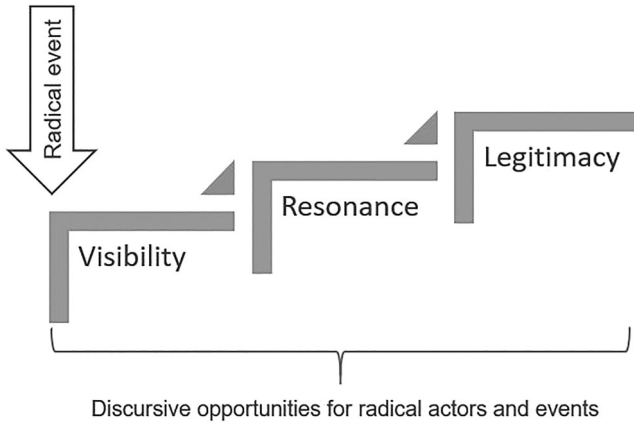 Radical event
Legitimacy
Resonance
Visibility
Discursive opportunities for radical actors and events